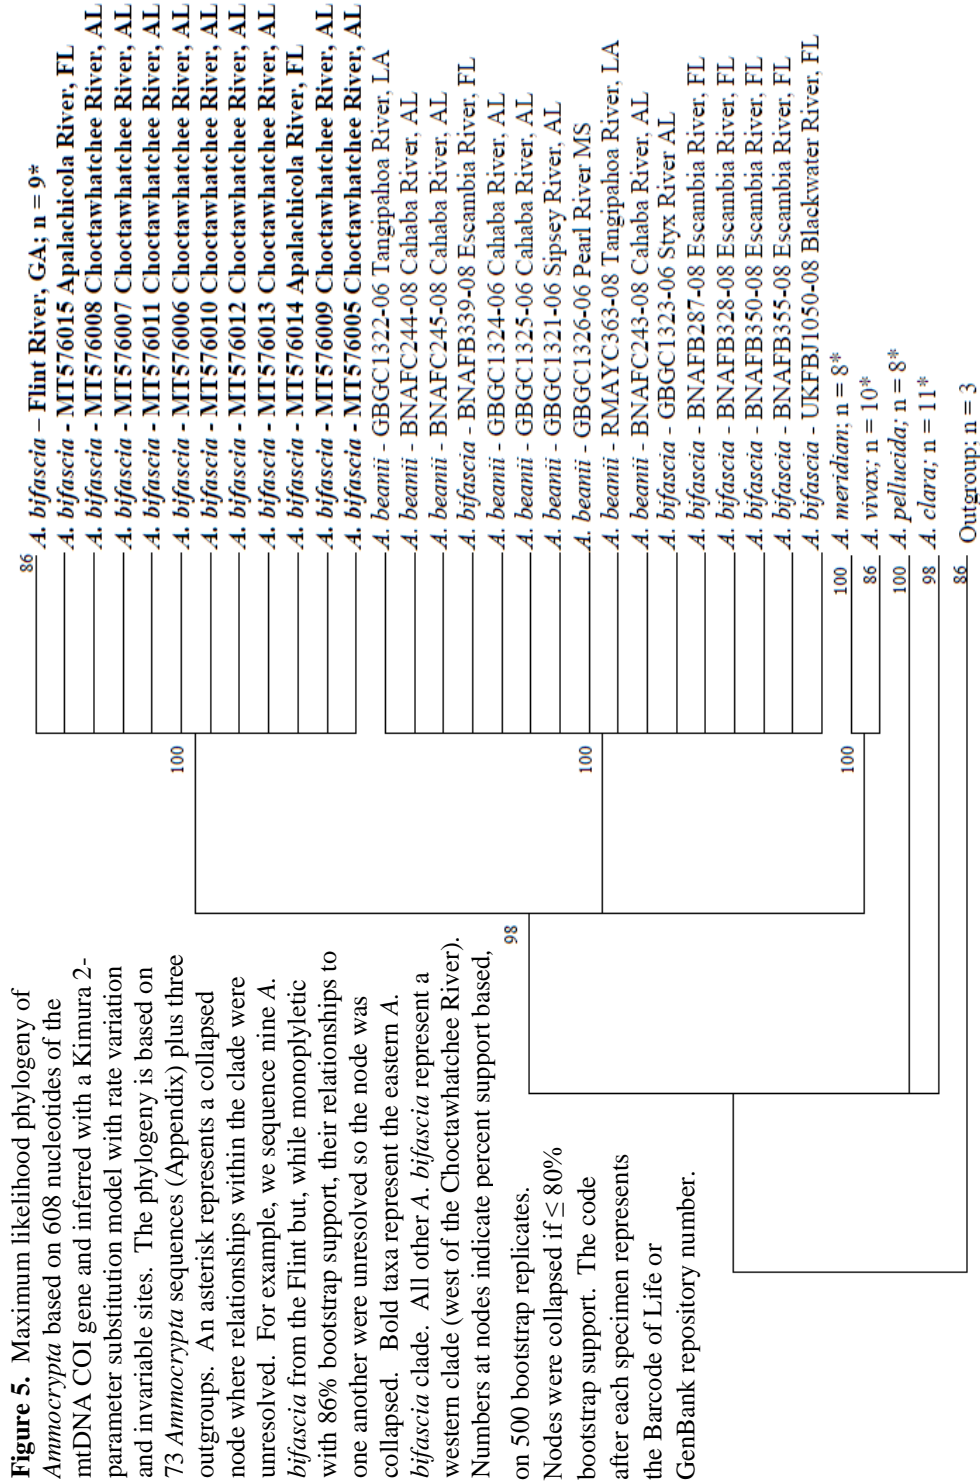 Figure 5. Maximum likelihood phylogeny of
Ammocrypta based on 608 nucleotides of the
mtDNA COI gene and inferred with a Kimura 2-
parameter substitution model with rate variation
and invariable sites. The phylogeny is based on
73 Ammocrypta sequences (Appendix) plus three
outgroups. An asterisk represents a collapsed
node where relationships within the clade were
unresolved. For example, we sequence nine A.
bifascia from the Flint but, while monoplyletic
with 86% bootstrap support, their relationships to
one another were unresolved so the node was
collapsed. Bold taxa represent the eastern A.
bifascia clade. All other A. bifascia represent a
western clade (west of the Choctawhatchee River).
Numbers at nodes indicate percent support based,
on 500 bootstrap replicates.
Nodes were collapsed if ≤ 80%
bootstrap support. The code
after each specimen represents
the Barcode of Life or
GenBank repository number.
86
A. bifascia – Flint River, GA; n = 9*
A. bifascia - MT576015 Apalachicola River, FL
A. bifascia - MT576008 Choctawhatchee River, AL
A. bifascia - MT576007 Choctawhatchee River, AL
A. bifascia - MT576011 Choctawhatchee River, AL
A. bifascia - MT576006 Choctawhatchee River, AL
A. bifascia - MT576010 Choctawhatchee River, AL
A. bifascia - MT576012 Choctawhatchee River, AL
A. bifascia - MT576013 Choctawhatchee River, AL
A. bifascia - MT576014 Apalachicola River, FL
A. bifascia - MT576009 Choctawhatchee River, AL
A. bifascia - MT576005 Choctawhatchee River, AL
A. beanii - GBGC1322-06 Tangipahoa River, LA
A. beanii - BNAFC244-08 Cahaba River, AL
A. beanii - BNAFC245-08 Cahaba River, AL
A. bifascia - BNAFB339-08 Escambia River, FL
A. beanii - GBGC1324-06 Cahaba River, AL
A. beanii - GBGC1325-06 Cahaba River, AL
A. beanii - GBGC1321-06 Sipsey River, AL
A. beanii - GBGC1326-06 Pearl River MS
A. beanii - RMAYC363-08 Tangipahoa River, LA
A. beanii - BNAFC243-08 Cahaba River, AL
A. bifascia - GBGC1323-06 Styx River AL
A. bifascia - BNAFB287-08 Escambia River, FL
A. bifascia - BNAFB328-08 Escambia River, FL
A. bifascia - BNAFB350-08 Escambia River, FL
A. bifascia - BNAFB355-08 Escambia River, FL
A. bifascia - UKFBJ1050-08 Blackwater River, FL
100
A. meridian; n = 8*
86
A. vivax; n = 10*
100
A. pellucida; n = 8*
98
A. clara; n = 11*
86
Outgroup; n = 3
100
100
100
98